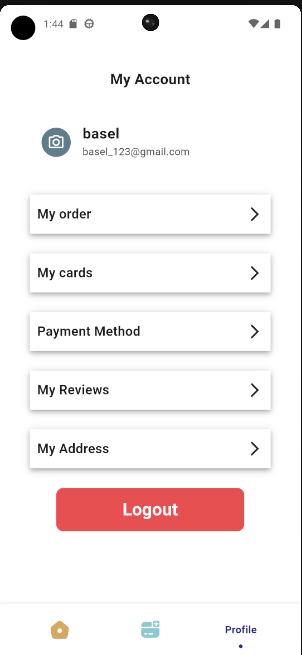 1:44
My Account
basel
basel_123@gmail.com
My order
My cards
Payment Method
My Reviews
My Address
Logout
Profile